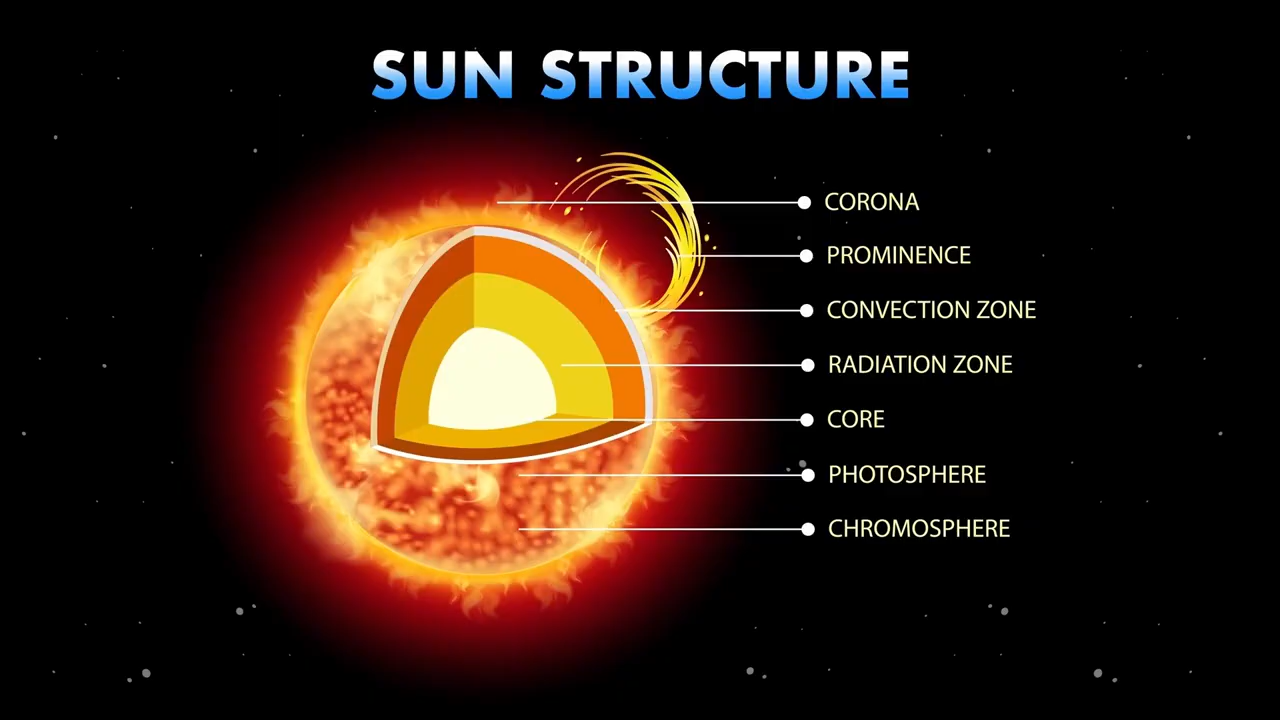 SUN STRUCTURE
CORONA
PROMINENCE
CONVECTION ZONE
RADIATION ZONE
CORE
PHOTOSPHERE
CHROMOSPHERE